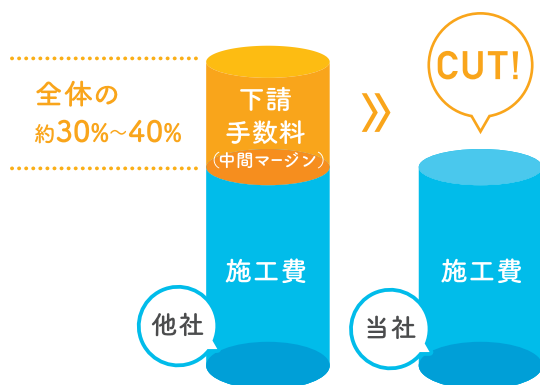 全体の
約30%~40%
下請
手数料
(中間マージン)
CUT!
施工費
施工費
他社
当社